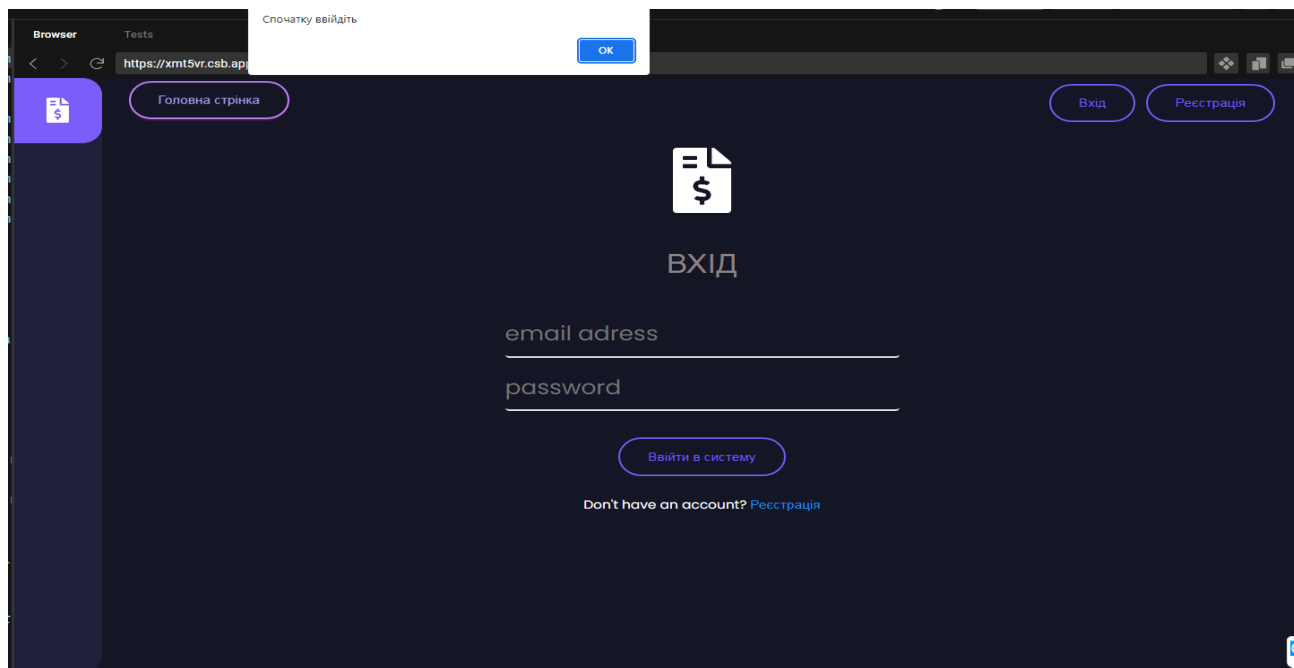 Спочатку ввійдіть
OK
Browser
Tests
https://xmt5vr.csb.app
Головна стрінка
Вхід
Реєстрація
$
$
ВХІД
email adress
password
Ввійти в систему
Don't have an account? Реєстрація